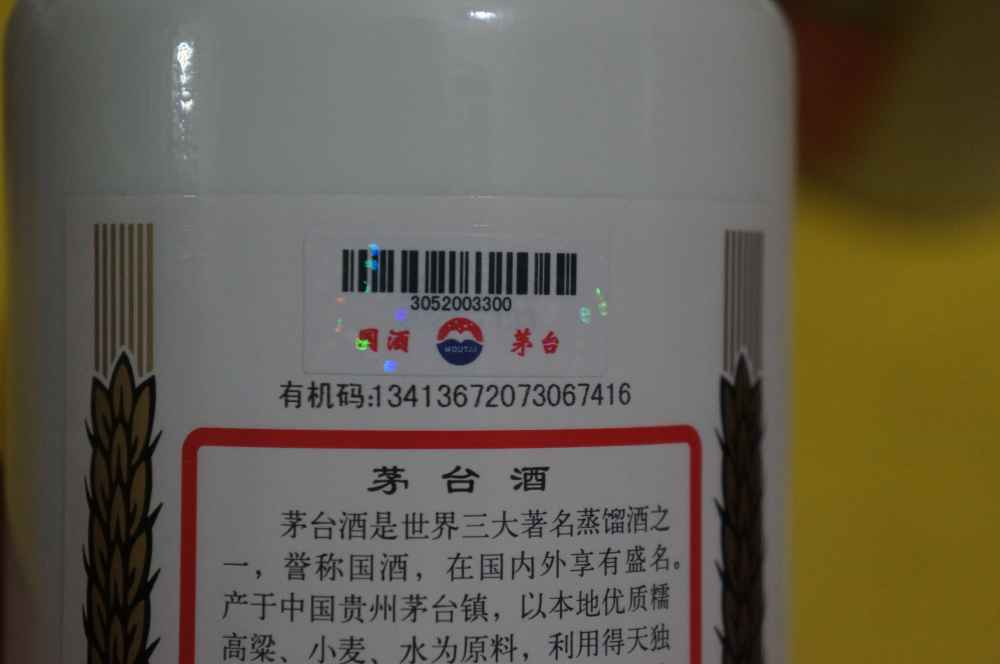 3052003300
国酒 MOUTAI 茅台
有机码:13413672073067416
茅台酒
茅台酒是世界三大著名蒸馏酒之
一，誉称国酒，在国内外享有盛名。
产于中国贵州茅台镇，以本地优质糯
高粱、小麦、水为原料，利用得天独